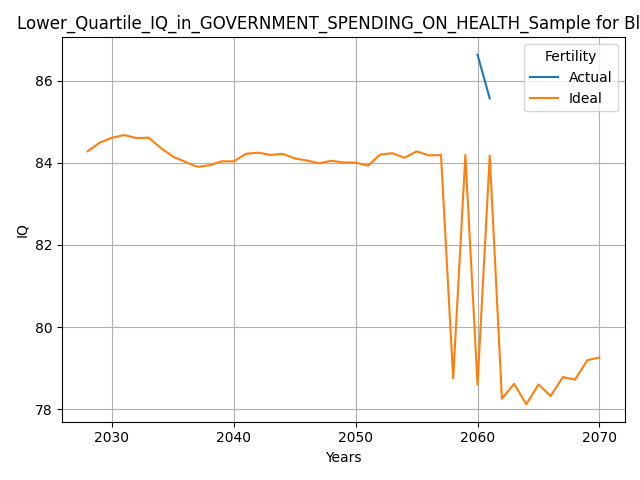 Lower_Quartile_IQ_in_GOVERNMENT_SPENDING_ON_HEALTH_Sample for Bl
Fertility
Actual
Ideal
86
84
82
80
78
IQ
2030 2040 2050 2060 2070
Years